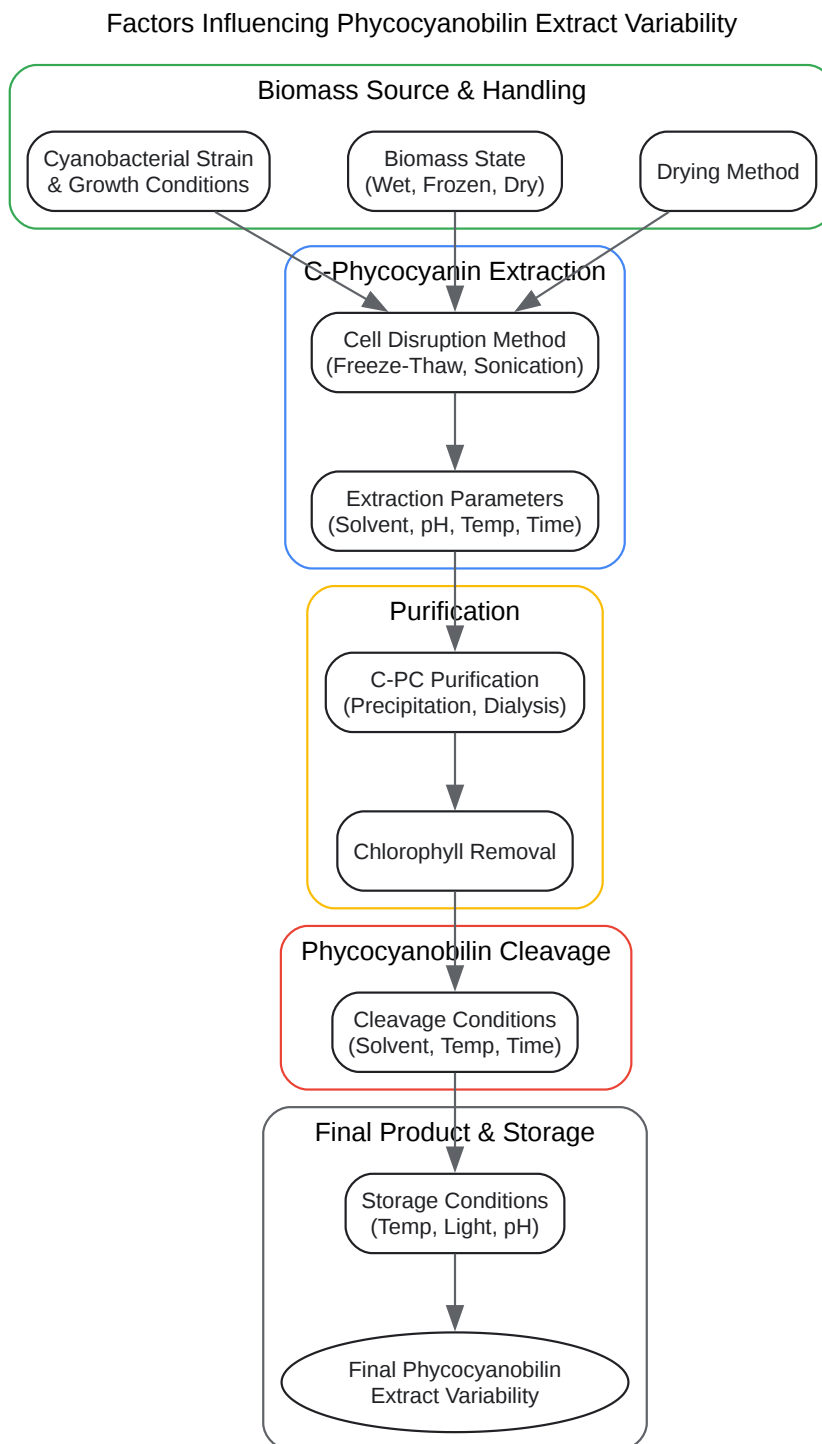 Factors Influencing Phycocyanobilin Extract Variability
Biomass Source & Handling
Cyanobacterial Strain
& Growth Conditions
Biomass State
(Wet, Frozen, Dry)
Drying Method
C-Phycocyanin Extraction
Cell Disruption Method
(Freeze-Thaw, Sonication)
Extraction Parameters
(Solvent, pH, Temp, Time)
Purification
C-PC Purification
(Precipitation, Dialysis)
Chlorophyll Removal
Phycocyanobilin Cleavage
Cleavage Conditions
(Solvent, Temp, Time)
Final Product & Storage
Storage Conditions
(Temp, Light, pH)
Final Phycocyanobilin
Extract Variability